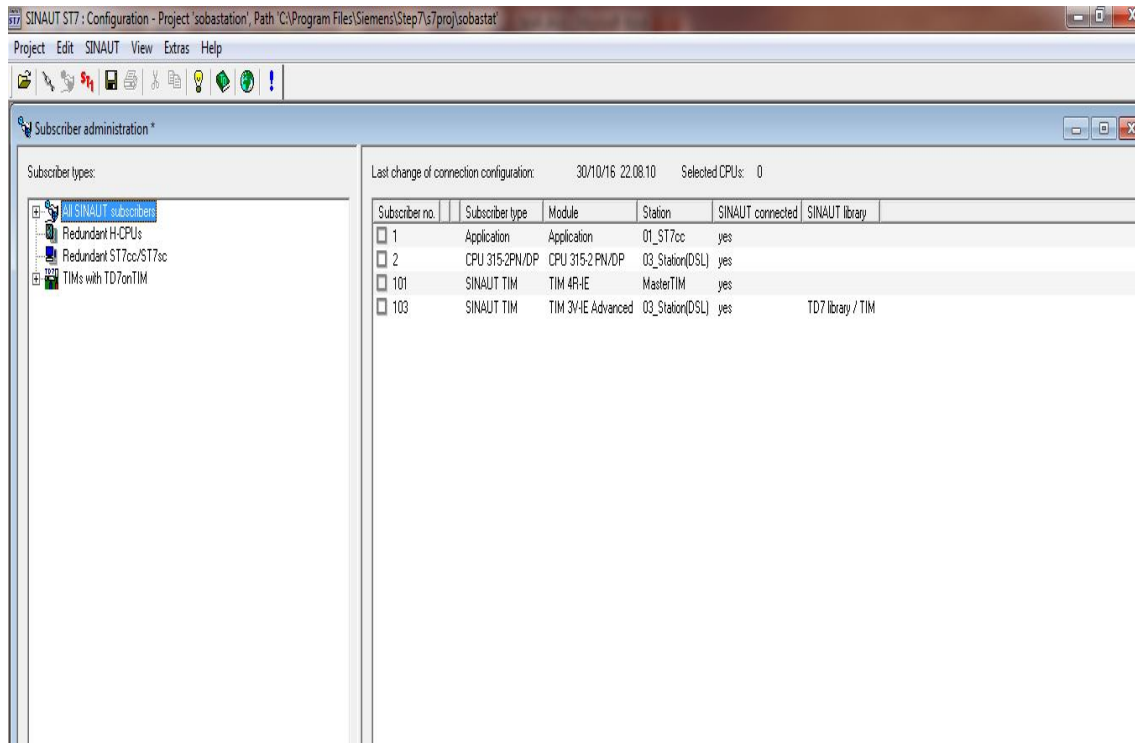 SINAUT ST7 : Configuration - Project 'sobastation', Path 'C:\Program Files\Siemens\Step7\s7proj\sobastat'
Project Edit SINAUT View Extras Help
Subscriber administration *
Subscriber types:
All SINAUT subscribers
Redundant H-CPUs
Redundant ST7cc/ST7sc
TIMs with TD7onTIM
Last change of connection configuration: 30/10/16 22.08.10 Selected CPUs: 0
Subscriber no. Subscriber type Module Station SINAUT connected SINAUT library
1 Application Application 01_ST7cc yes
2 CPU 315-2PN/DP CPU 315-2 PN/DP 03_Station(DSL) yes
101 SINAUT TIM TIM 4R-IE MasterTIM yes
103 SINAUT TIM TIM 3V-IE Advanced 03_Station(DSL) yes TD7 library / TIM